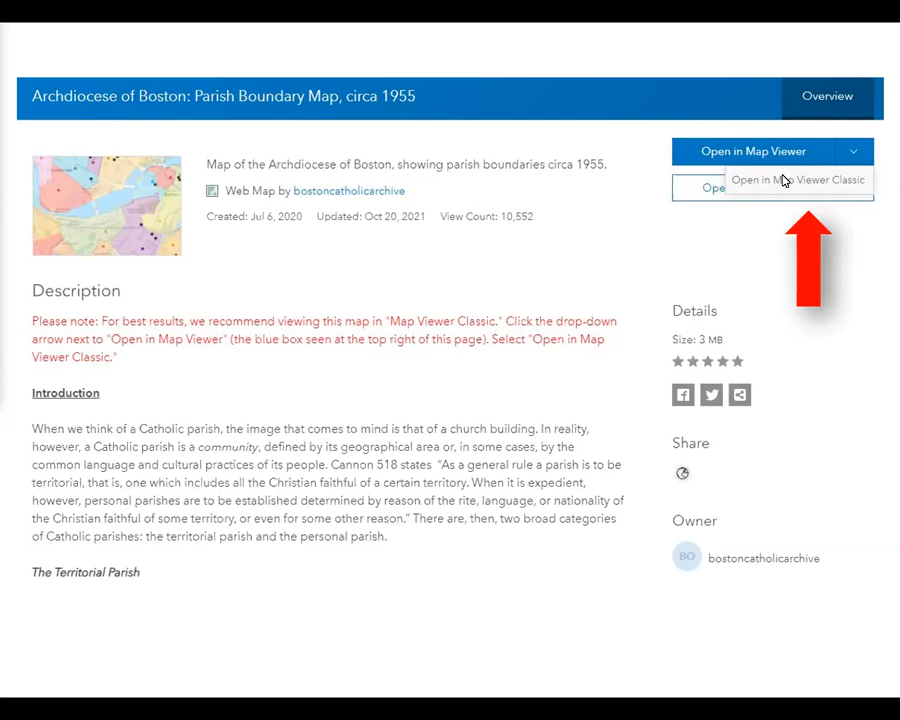 Archdiocese of Boston: Parish Boundary Map, circa 1955
Overview
Map of the Archdiocese of Boston, showing parish boundaries circa 1955.
Web Map by bostoncatholicarchive
Created: Jul 6, 2020 Updated: Oct 20, 2021 View Count: 10,552
Open in Map Viewer
Open in Map Viewer Classic
Ope
Description
Please note: For best results, we recommend viewing this map in "Map Viewer Classic." Click the drop-down
arrow next to "Open in Map Viewer" (the blue box seen at the top right of this page). Select "Open in Map
Viewer Classic."
Introduction
When we think of a Catholic parish, the image that comes to mind is that of a church building. In reality,
however, a Catholic parish is a community, defined by its geographical area or, in some cases, by the
common language and cultural practices of its people. Cannon 518 states "As a general rule a parish is to be
territorial, that is, one which includes all the Christian faithful of a certain territory. When it is expedient,
however, personal parishes are to be established determined by reason of the rite, language, or nationality of
the Christian faithful of some territory, or even for some other reason." There are, then, two broad categories
of Catholic parishes: the territorial parish and the personal parish.
The Territorial Parish
Details
Size: 3 MB
Share
Owner
BO bostoncatholicarchive